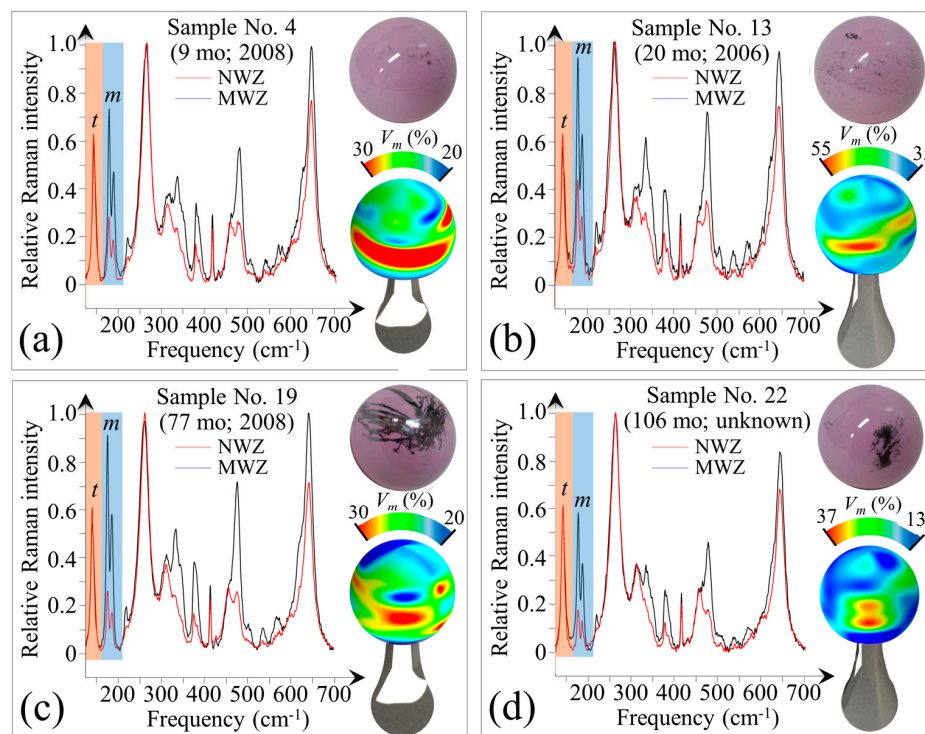 Sample No. 4
(9 mo; 2008)
NWZ
MWZ
Relative Raman intensity
1.0
0.8
0.6
0.4
0.2
0
t
m
V_m (%)
30
20
200 300 400 500 600 700
(a)
Frequency (cm⁻¹)
Sample No. 13
(20 mo; 2006)
NWZ
MWZ
Relative Raman intensity
1.0
0.8
0.6
0.4
0.2
0
t
m
V_m (%)
55
200 300 400 500 600 700
(b)
Frequency (cm⁻¹)
Sample No. 19
(77 mo; 2008)
NWZ
MWZ
Relative Raman intensity
1.0
0.8
0.6
0.4
0.2
0
t
m
V_m (%)
30
20
200 300 400 500 600 700
(c)
Frequency (cm⁻¹)
Sample No. 22
(106 mo; unknown)
NWZ
MWZ
Relative Raman intensity
1.0
0.8
0.6
0.4
0.2
0
t
m
V_m (%)
37
13
200 300 400 500 600 700
(d)
Frequency (cm⁻¹)